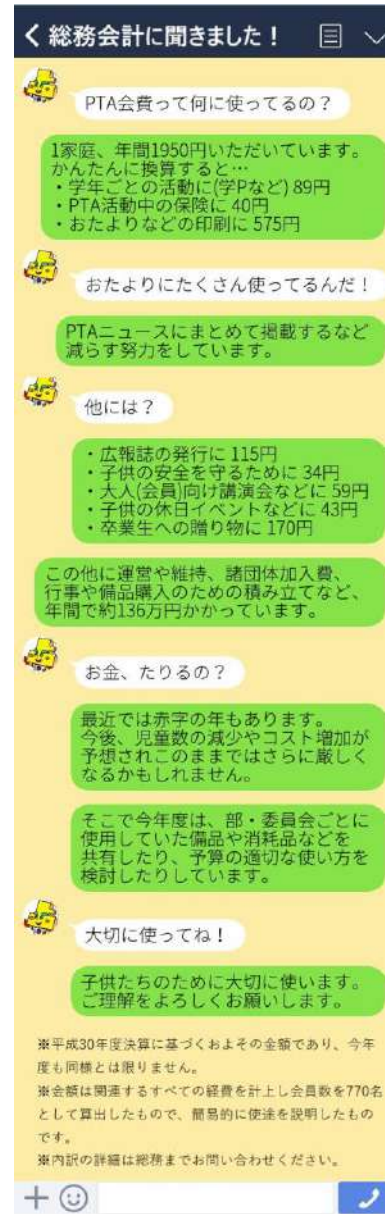 総務会計に聞きました！
PTA会費って何に使ってるの？
1家庭、年間1950円いただいています。
かんたんに換算すると…
・学年ごとの活動に(学Pなど) 89円
・PTA活動中の保険に 40円
・おたよりなどの印刷に 575円
おたよりにたくさん使ってるんだ！
PTAニュースにまとめて掲載するなど
減らす努力をしています。
他には？
・広報誌の発行に 115円
・子供の安全を守るために 34円
・大人(会員)向け講演会などに 59円
・子供の休日イベントなどに 43円
・卒業生への贈り物に 170円
この他に運営や維持、諸団体加入費、
行事や備品購入のための積み立てなど、
年間で約136万円かかっています。
お金、たりるの？
最近では赤字の年もあります。
今後、児童数の減少やコスト増加が
予想されこのままではさらに厳しく
なるかもしれません。
そこで今年度は、部・委員会ごとに
使用していた備品や消耗品などを
共有したり、予算の適切な使い方を
検討したりしています。
大切に使ってね！
子供たちのために大切に使います。
ご理解をよろしくお願いします。
※平成30年度決算に基づくおよその金額であり、今年
度も同様とは限りません。
※金額は関連するすべての経費を計上し会員数を770名
として算出したもので、簡易的に使途を説明したもの
です。
※内訳の詳細は総務までお問い合わせください。